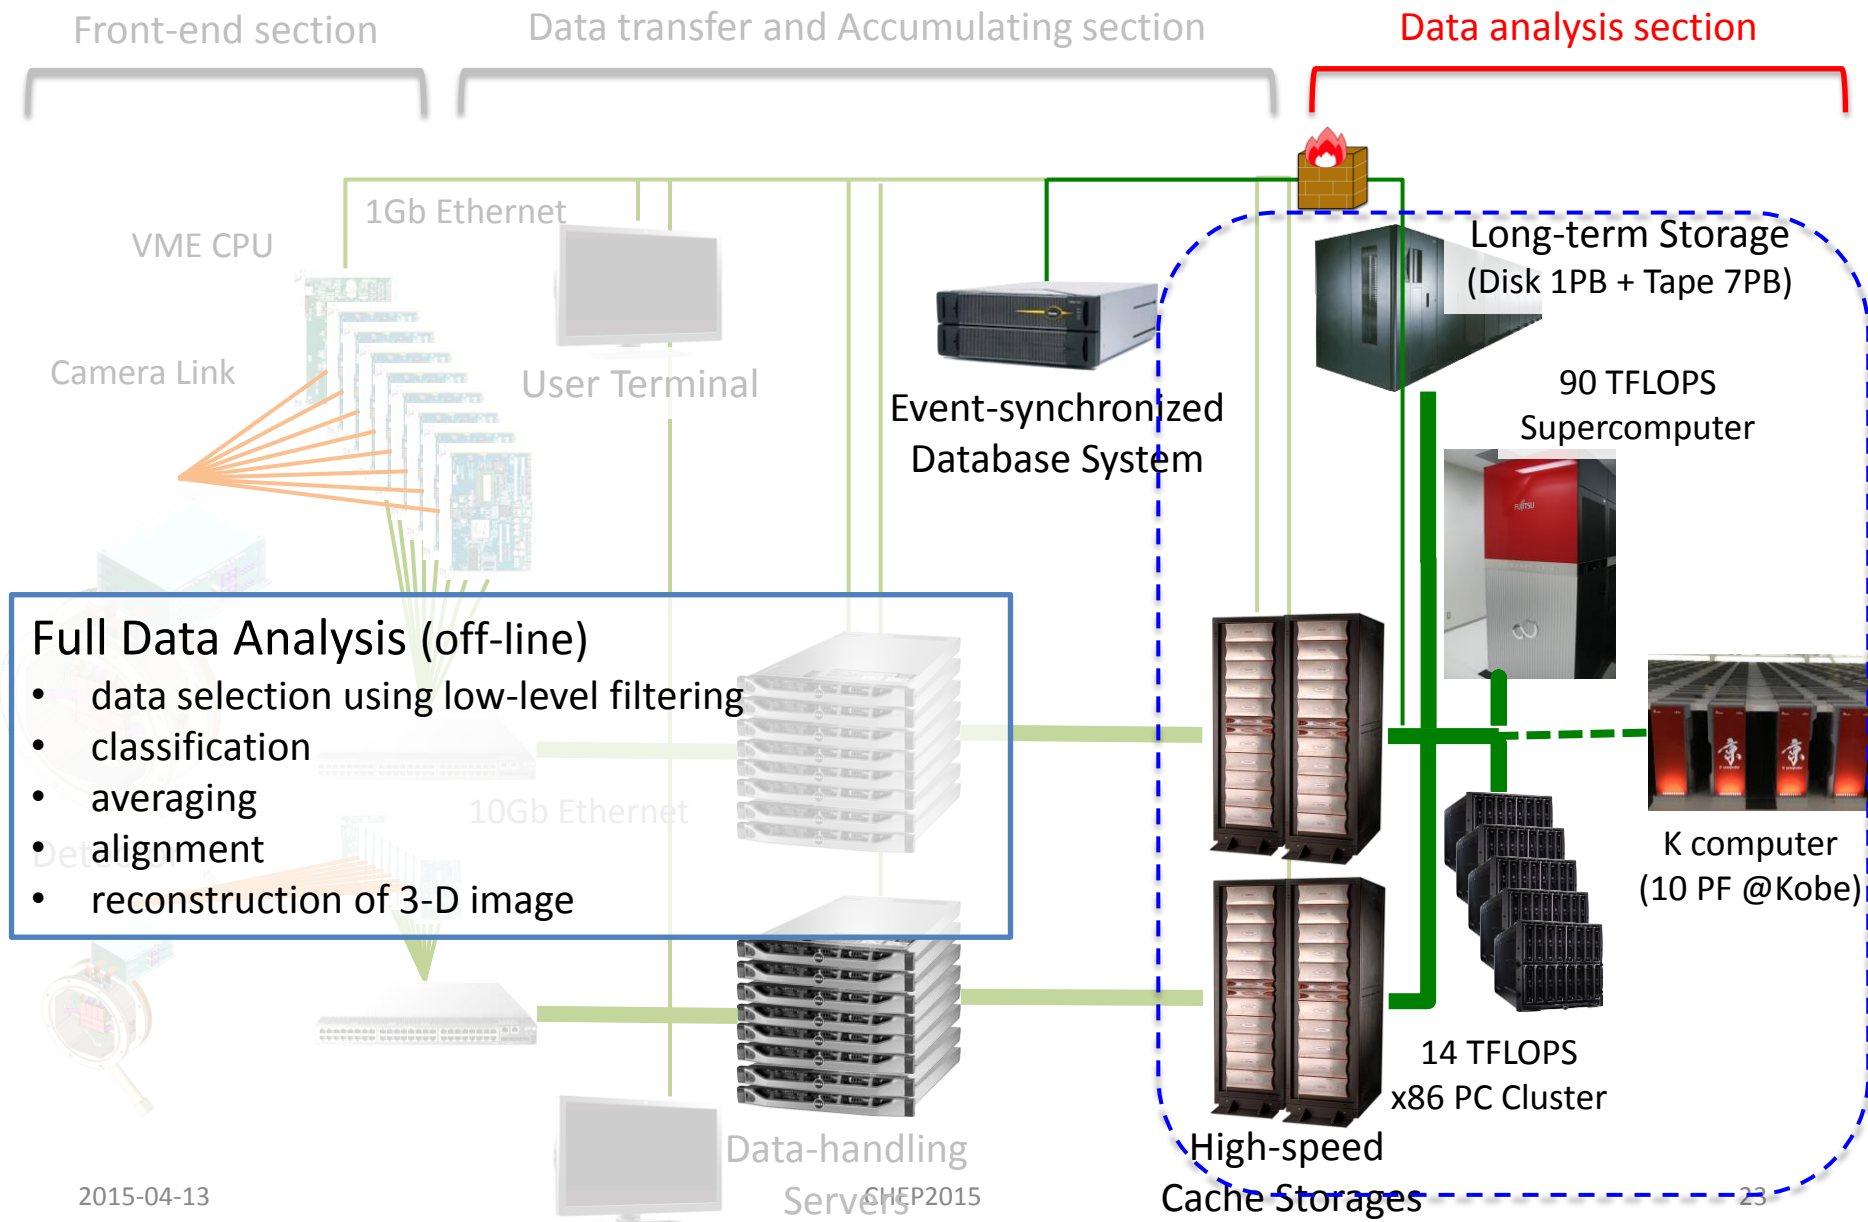 Front-end section
Data transfer and Accumulating section
Data analysis section
1Gb Ethernet
VME CPU
Camera Link
User Terminal
Event-synchronized
Database System
Long-term Storage
(Disk 1PB + Tape 7PB)
90 TFLOPS
Supercomputer
FUJITSU
Full Data Analysis (off-line)
• data selection using low-level filtering
• classification
• averaging
• alignment
• reconstruction of 3-D image
10Gb Ethernet
京
京
K computer
(10 PF @Kobe)
14 TFLOPS
x86 PC Cluster
Data-handling
Servers
High-speed
Cache Storages
2015-04-13
CHEP2015
23